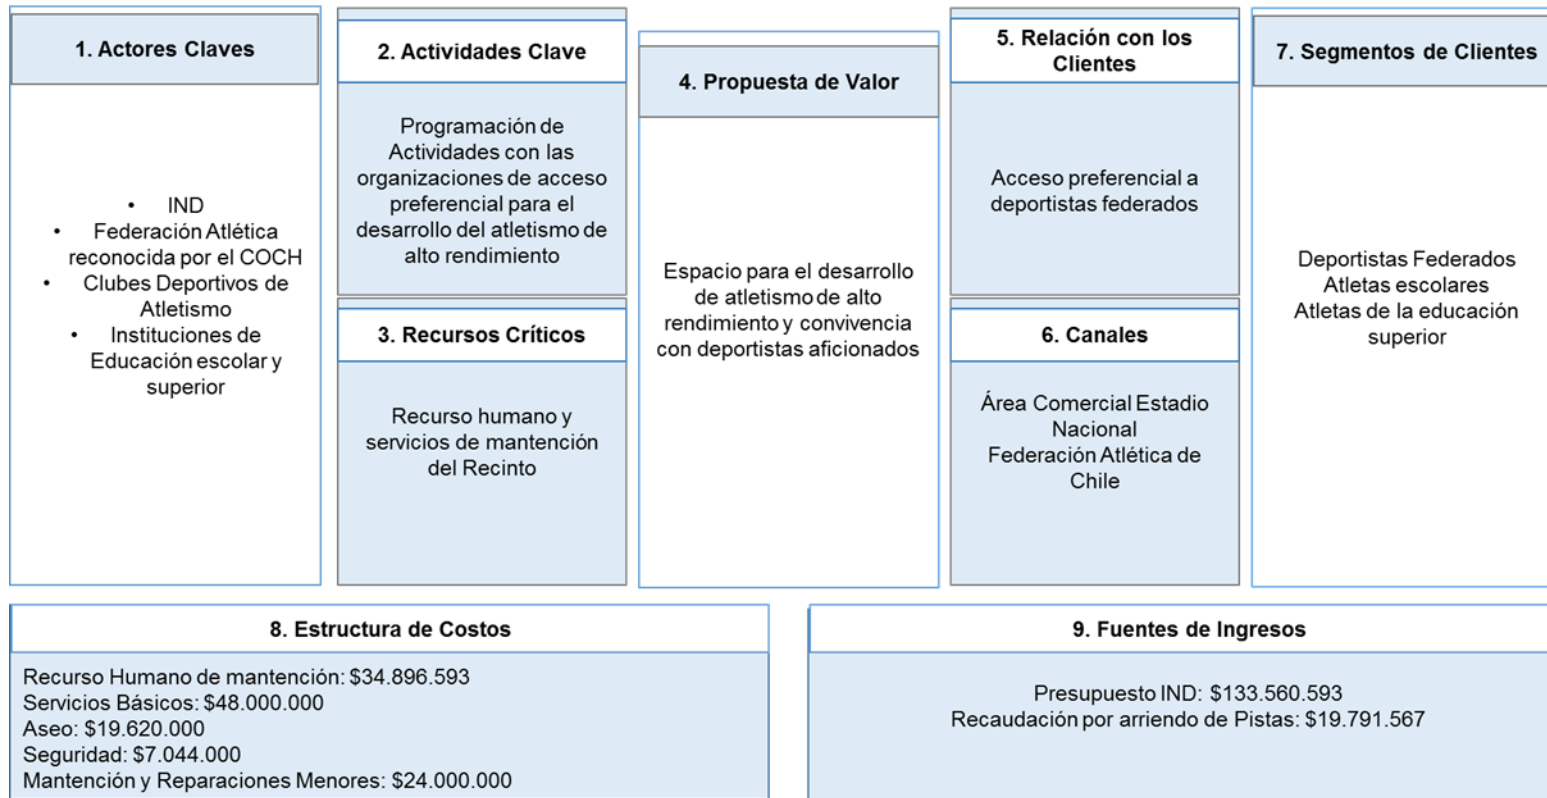 1. Actores Claves
• IND
• Federación Atlética
reconocida por el COCH
• Clubes Deportivos de
Atletismo
• Instituciones de
Educación escolar y
superior
2. Actividades Clave
Programación de
Actividades con las
organizaciones de acceso
preferencial para el
desarrollo del atletismo de
alto rendimiento
3. Recursos Críticos
Recurso humano y
servicios de mantención
del Recinto
4. Propuesta de Valor
Espacio para el desarrollo
de atletismo de alto
rendimiento y convivencia
con deportistas aficionados
5. Relación con los
Clientes
Acceso preferencial a
deportistas federados
6. Canales
Área Comercial Estadio
Nacional
Federación Atlética de
Chile
7. Segmentos de Clientes
Deportistas Federados
Atletas escolares
Atletas de la educación
superior
8. Estructura de Costos
Recurso Humano de mantención: $34.896.593
Servicios Básicos: $48.000.000
Aseo: $19.620.000
Seguridad: $7.044.000
Mantención y Reparaciones Menores: $24.000.000
9. Fuentes de Ingresos
Presupuesto IND: $133.560.593
Recaudación por arriendo de Pistas: $19.791.567